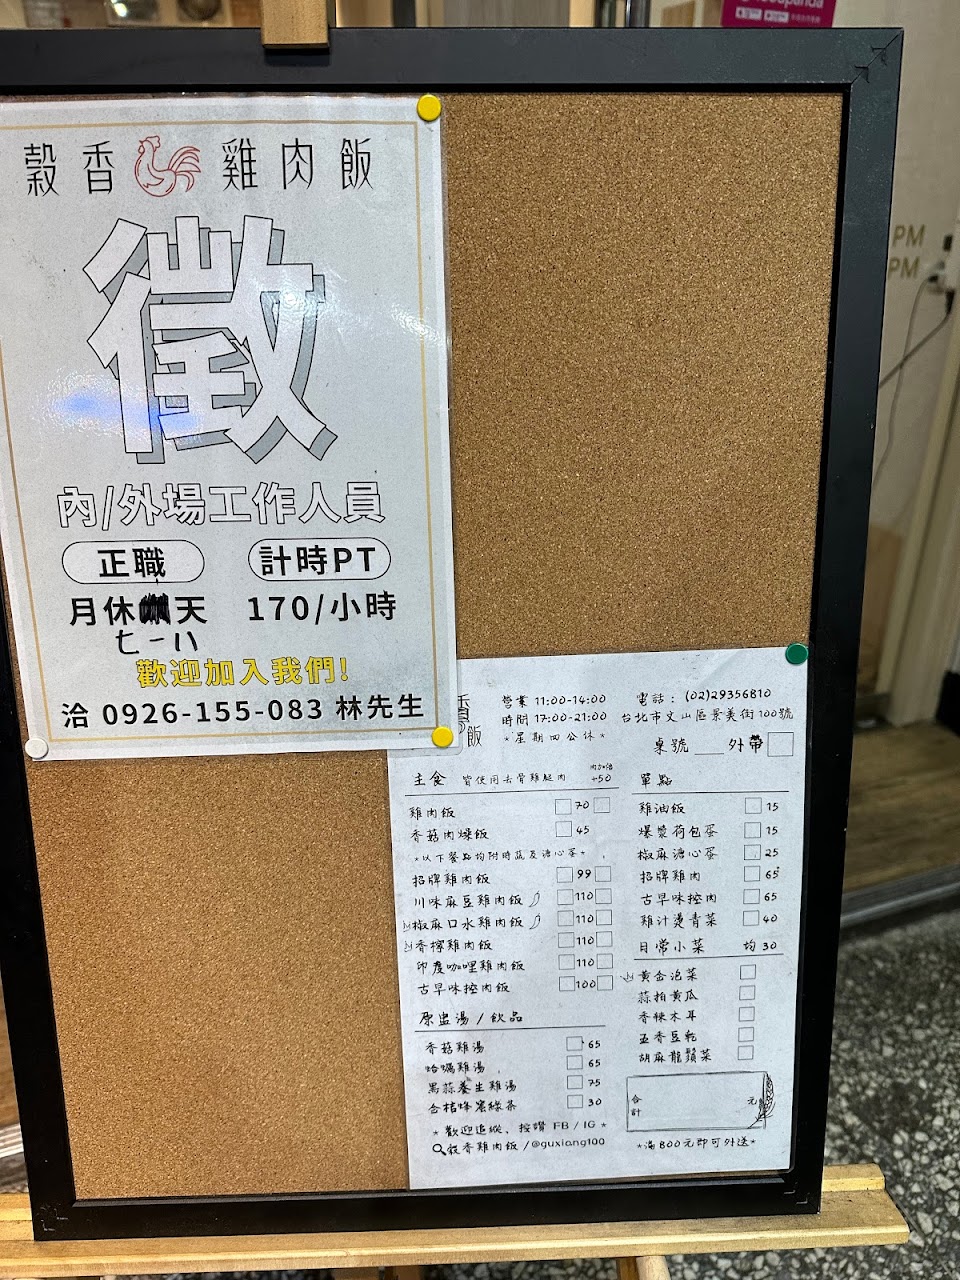 穀香雞肉飯
徵
內/外場工作人員
正職 計時PT
月休 天 170/小時
七一八
歡迎加入我們!
洽 0926-155-083 林先生
PM
PM
香
飯
營業 11:00-14:00
時間 17:00-21:00
*星期四公休*
電話:(02)29356810
台北市文山區景美街100號
桌號 外帶
主食 皆使用去骨雞腿肉 肉加倍 +50
雞肉飯 70
香菇肉燥飯 45
*以下餐點均附時蔬及溏心蛋*
招牌雞肉飯 99
川味麻豆雞肉飯 110
椒麻口水雞肉飯 110
香檸雞肉飯 110
印度咖哩雞肉飯 110
古早味控肉飯 100
原盅湯/飲品
香菇雞湯 65
蛤蠣雞湯 65
黑蒜養生雞湯 75
金桔蜂蜜綠茶 30
*歡迎追蹤、按讚 FB/IG*
穀香雞肉飯/@guxiang100
單點
雞油飯 15
爆漿荷包蛋 15
椒麻溏心蛋 25
招牌雞肉 65
古早味控肉 65
雞汁燙青菜 40
日常小菜 均30
黃金泡菜
蒜拍黃瓜
香辣木耳
五香豆乾
胡麻龍鬚菜
合計 元
*滿800元即可外送*